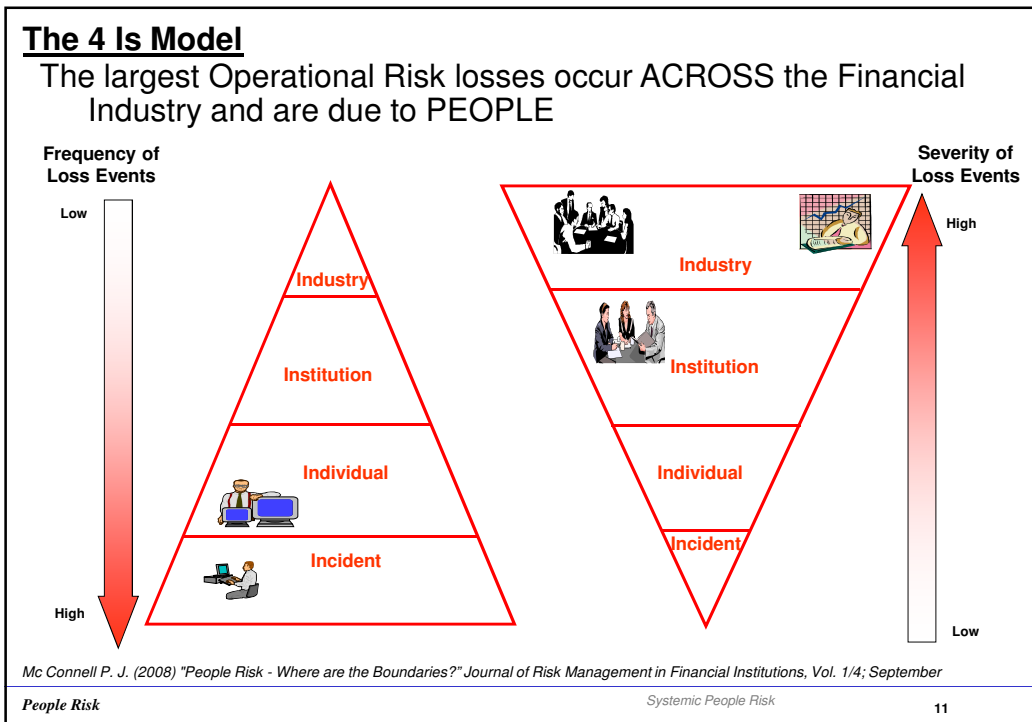 The 4 Is Model
The largest Operational Risk losses occur ACROSS the Financial
Industry and are due to PEOPLE
Frequency of
Loss Events
Low
High
Industry
Institution
Individual
Incident
Severity of
Loss Events
High
Low
Industry
Institution
Individual
Incident
Mc Connell P. J. (2008) "People Risk - Where are the Boundaries?" Journal of Risk Management in Financial Institutions, Vol. 1/4; September
People Risk
Systemic People Risk
11